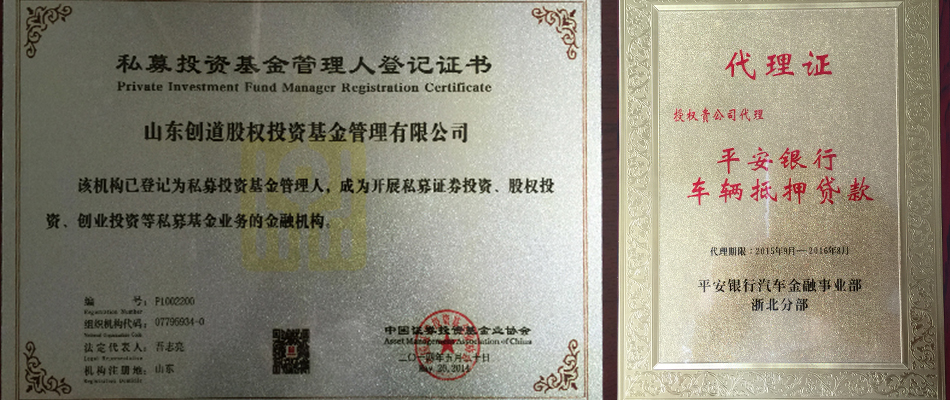 私募投资基金管理人登记证书
Private Investment Fund Manager Registration Certificate
山东创道股权投资基金管理有限公司
该机构已登记为私募投资基金管理人，成为开展私募证券投资、股权投
资、创业投资等私募基金业务的金融机构。
编 号： P1002200
Registration Number
组织机构代码： 07795934-0
法定代表人： 吾志亮
Legal Representative
机构注册地： 山东
中国证券投资基金业协会
Asset Management Association of China
二〇一四年五月二十日
May 20, 2014
代理证
授权贵公司代理
平安银行
车辆抵押贷款
代理期限：2015年9月—2016年8月
平安银行汽车金融事业部
浙北分部